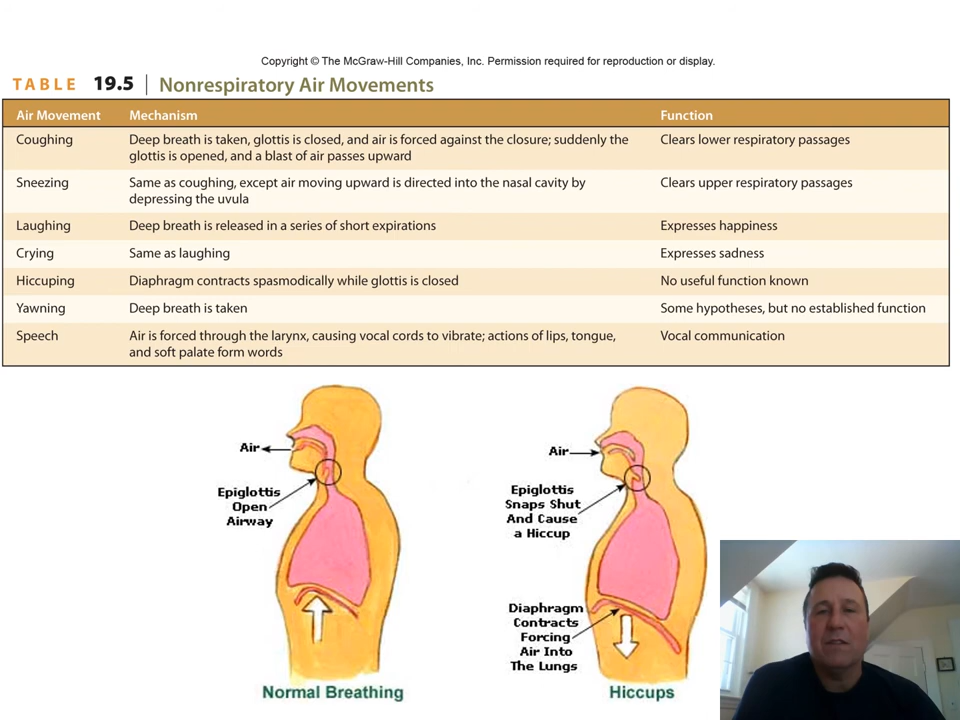 Copyright © The McGraw-Hill Companies, Inc. Permission required for reproduction or display.
TABLE 19.5 | Nonrespiratory Air Movements
Air Movement Mechanism Function
Coughing Deep breath is taken, glottis is closed, and air is forced against the closure; suddenly the Clears lower respiratory passages
glottis is opened, and a blast of air passes upward
Sneezing Same as coughing, except air moving upward is directed into the nasal cavity by Clears upper respiratory passages
depressing the uvula
Laughing Deep breath is released in a series of short expirations Expresses happiness
Crying Same as laughing Expresses sadness
Hiccuping Diaphragm contracts spasmodically while glottis is closed No useful function known
Yawning Deep breath is taken Some hypotheses, but no established function
Speech Air is forced through the larynx, causing vocal cords to vibrate; actions of lips, tongue, Vocal communication
and soft palate form words
Air
Epiglottis
Open
Airway
Normal Breathing
Air
Epiglottis
Snaps Shut
And Cause
a Hiccup
Diaphragm
Contracts
Forcing
Air Into
The Lungs
Hiccups